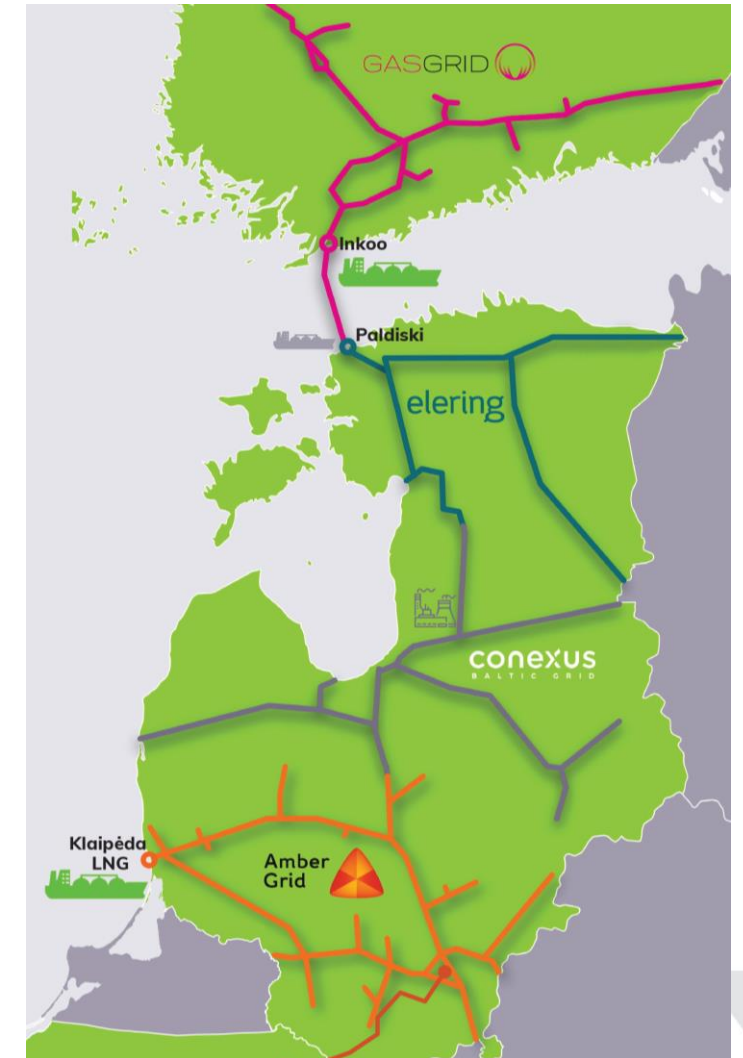 GASGRID
Inkoo
Paldiski
elering
conexus
BALTIC GRID
Klaipėda
LNG
Amber
Grid